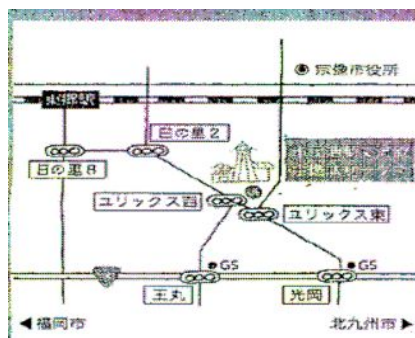 宗像市役所
東郷駅
日の里2
日の里8
ユリックス西
ユリックス東
GS
GS
王丸
光岡
◀福岡市
北九州市▶